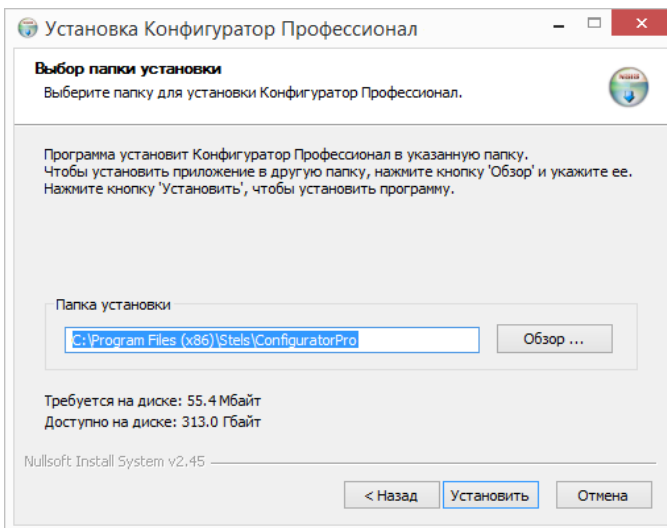 Установка Конфигуратор Профессионал
Выбор папки установки
Выберите папку для установки Конфигуратор Профессионал.
Программа установит Конфигуратор Профессионал в указанную папку.
Чтобы установить приложение в другую папку, нажмите кнопку 'Обзор' и укажите ее.
Нажмите кнопку 'Установить', чтобы установить программу.
Папка установки
C:\Program Files (x86)\Stels\ConfiguratorPro
Обзор ...
Требуется на диске: 55.4 Мбайт
Доступно на диске: 313.0 Гбайт
Nullsoft Install System v2.45
< Назад
Установить
Отмена